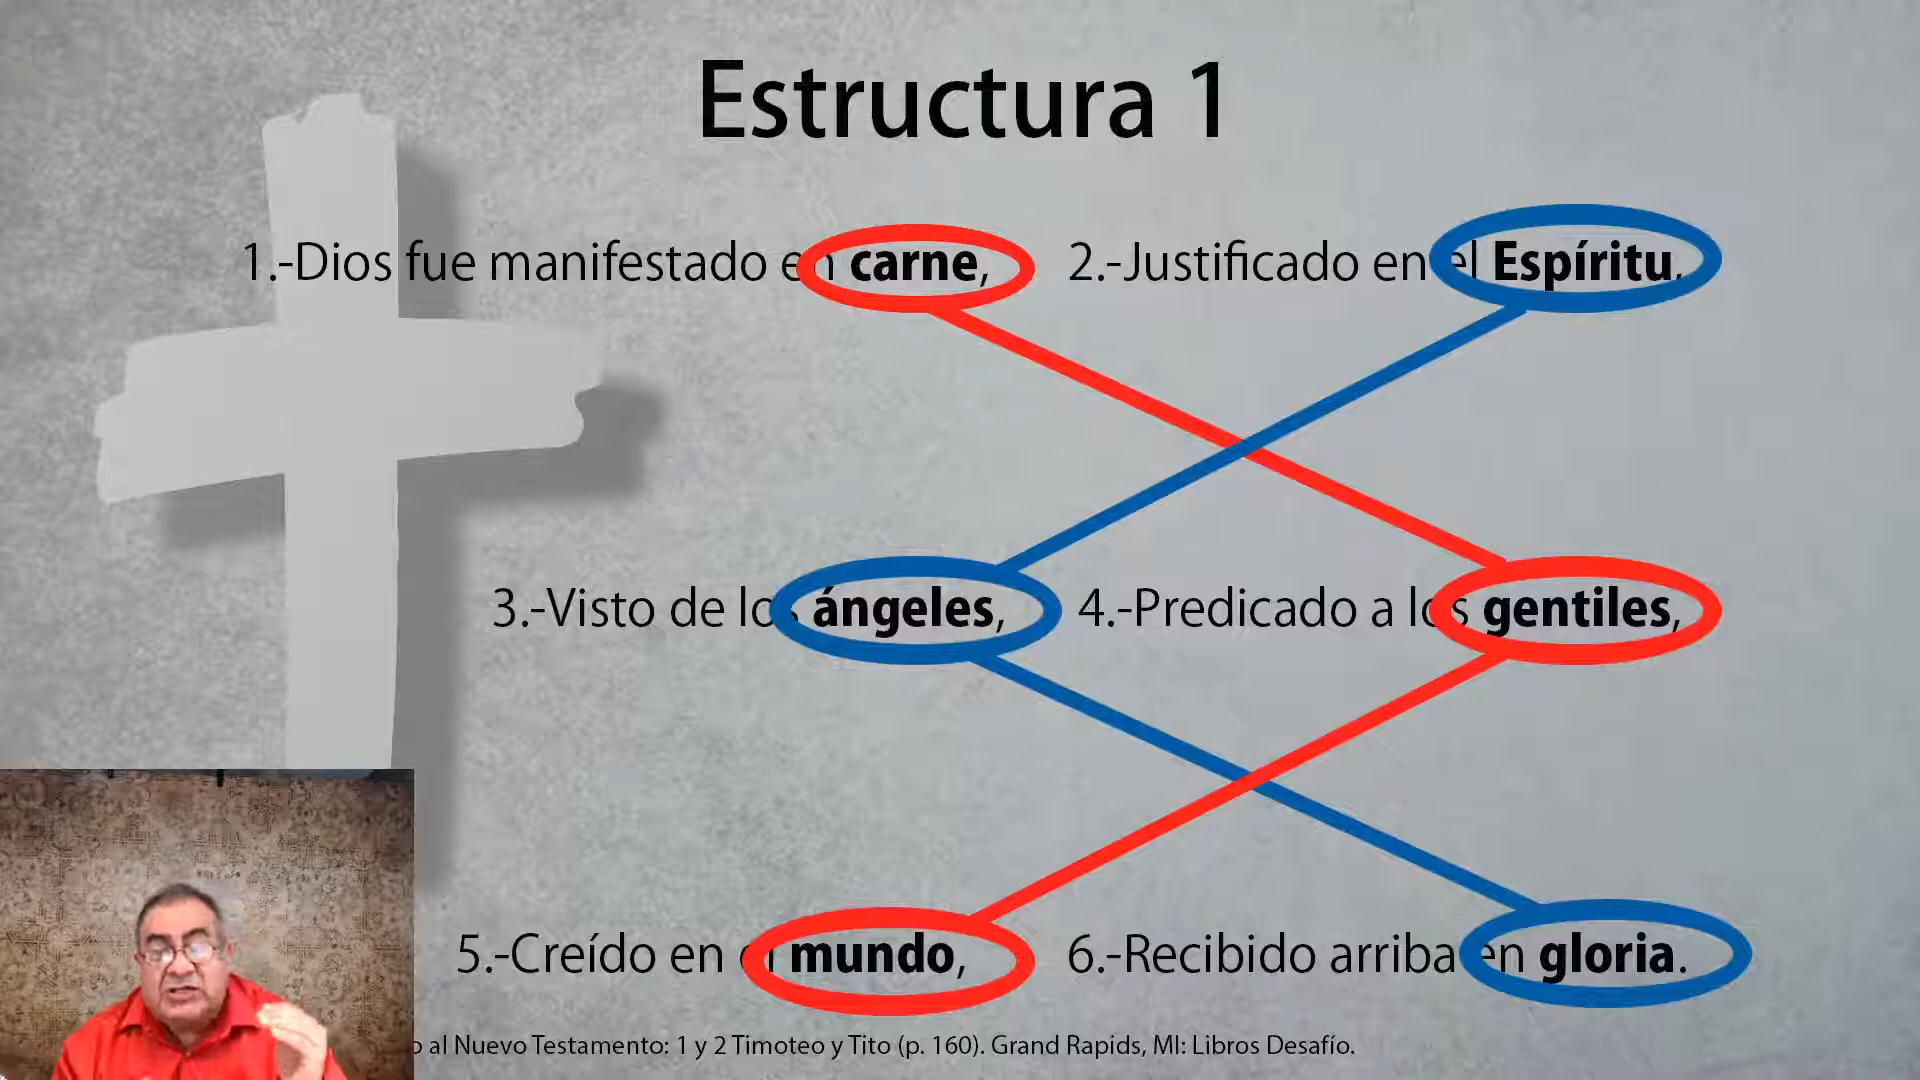 Estructura 1
1.-Dios fue manifestado en carne, 2.-Justificado en el Espíritu,
3.-Visto de los ángeles, 4.-Predicado a los gentiles,
5.-Creído en el mundo, 6.-Recibido arriba en gloria.
al Nuevo Testamento: 1 y 2 Timoteo y Tito (p. 160). Grand Rapids, MI: Libros Desafío.